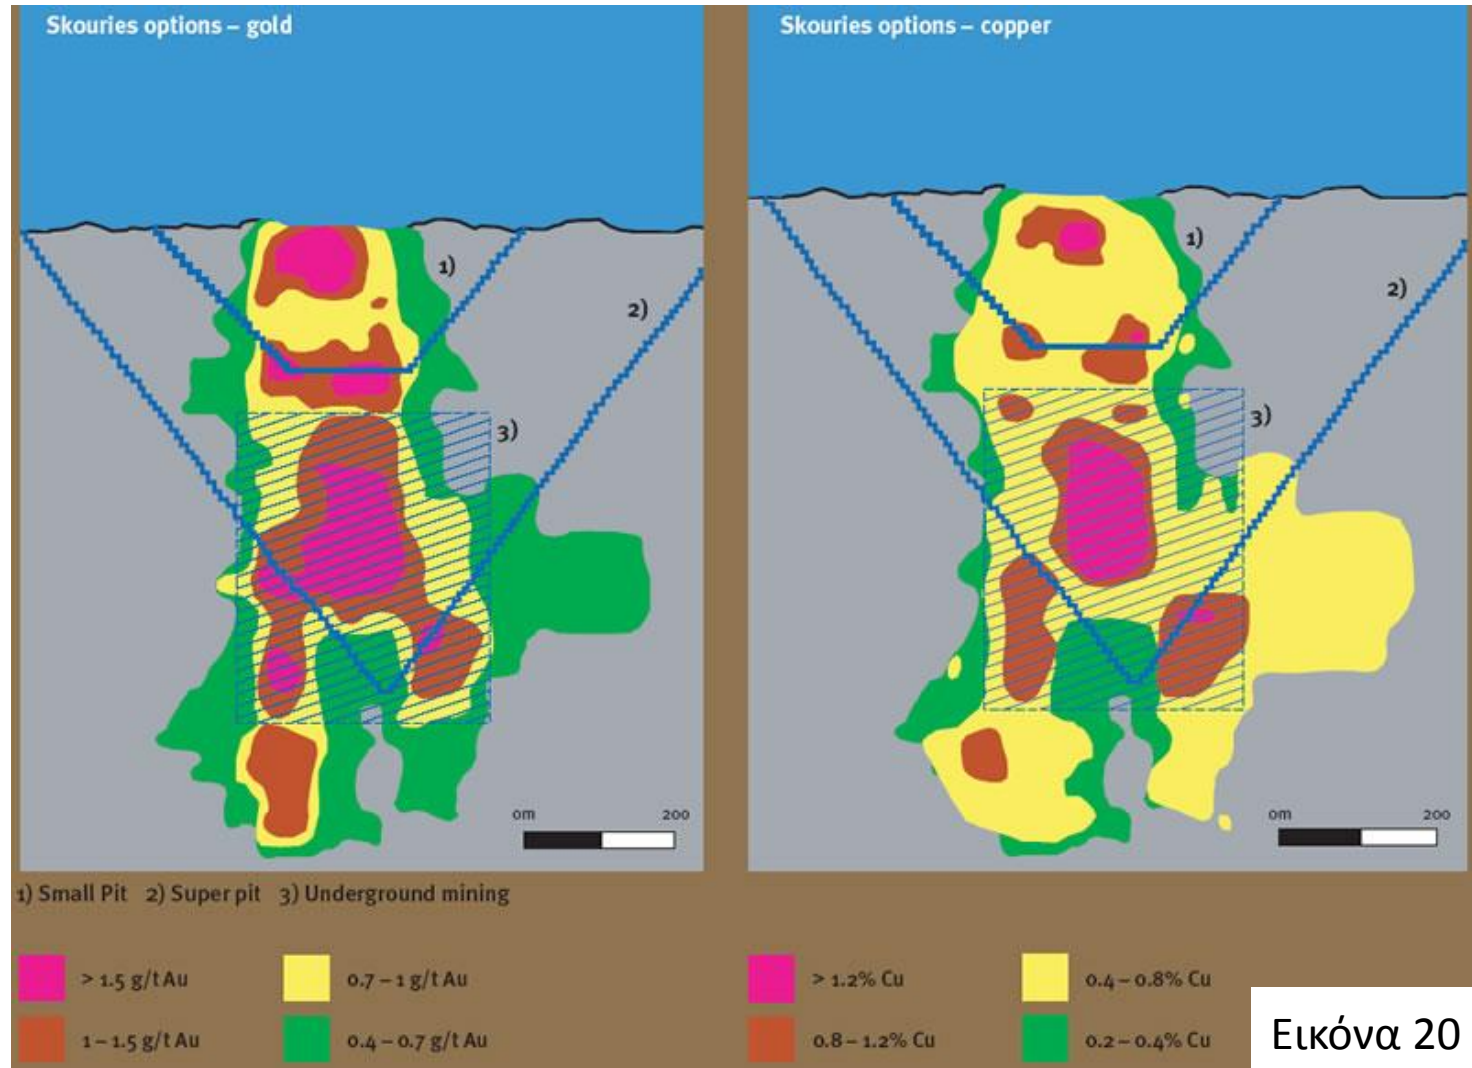 Skouries options – gold
1)
2)
3)
0m 200
Skouries options – copper
1)
2)
3)
0m 200
1) Small Pit 2) Super pit 3) Underground mining
> 1.5 g/t Au 0.7 – 1 g/t Au
1 – 1.5 g/t Au 0.4 – 0.7 g/t Au
> 1.2% Cu 0.4 – 0.8% Cu
0.8 – 1.2% Cu 0.2 – 0.4% Cu
Εικόνα 20